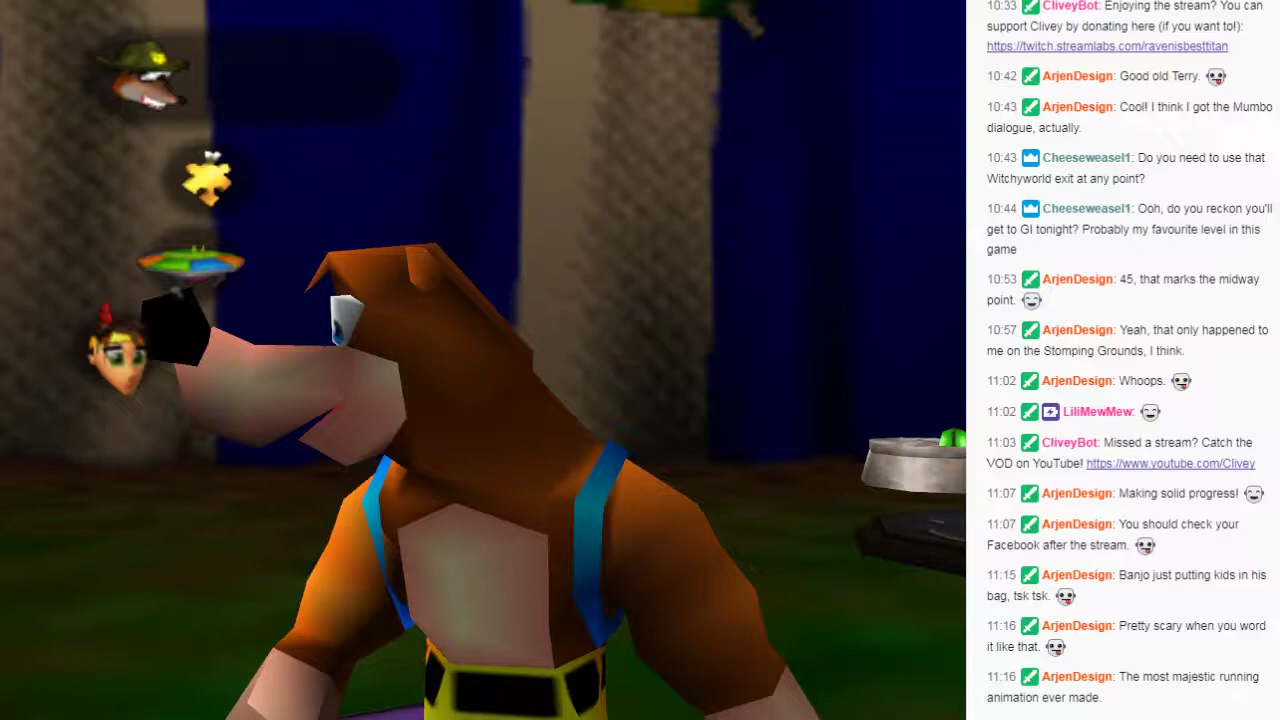 10:33 CliveyBot: Enjoying the stream? You can
support Clivey by donating here (if you want to!):
https://twitch.streamlabs.com/ravenisbesttitan
10:42 ArjenDesign: Good old Terry.
10:43 ArjenDesign: Cool! I think I got the Mumbo
dialogue, actually.
10:43 Cheeseweasel1: Do you need to use that
Witchyworld exit at any point?
10:44 Cheeseweasel1: Ooh, do you reckon you'll
get to GI tonight? Probably my favourite level in this
game
10:53 ArjenDesign: 45, that marks the midway
point.
10:57 ArjenDesign: Yeah, that only happened to
me on the Stomping Grounds, I think.
11:02 ArjenDesign: Whoops.
11:02 LiliMewMew:
11:03 CliveyBot: Missed a stream? Catch the
VOD on YouTube! https://www.youtube.com/Clivey
11:07 ArjenDesign: Making solid progress!
11:07 ArjenDesign: You should check your
Facebook after the stream.
11:15 ArjenDesign: Banjo just putting kids in his
bag, tsk tsk.
11:16 ArjenDesign: Pretty scary when you word
it like that.
11:16 ArjenDesign: The most majestic running
animation ever made.